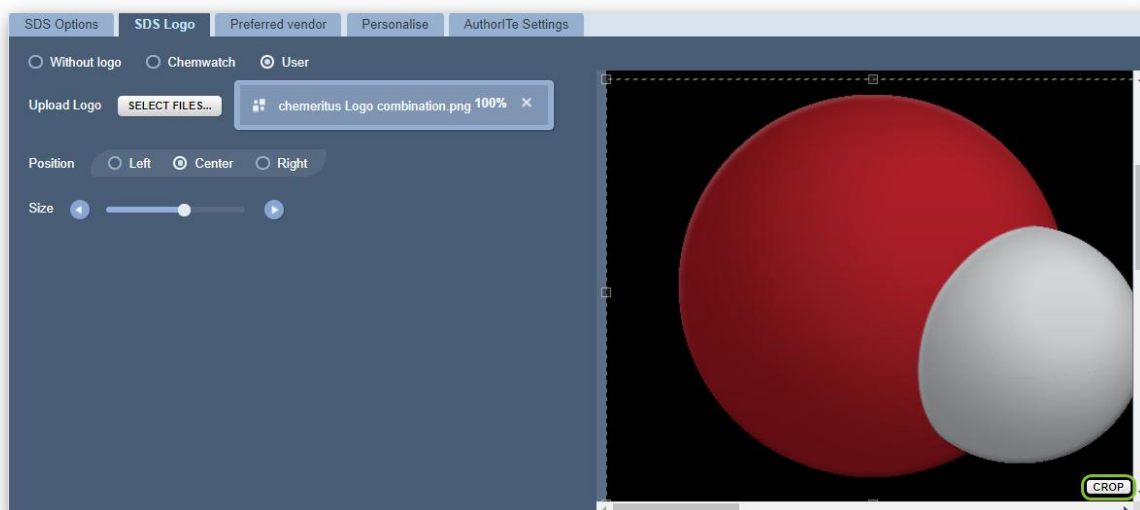 SDS Options SDS Logo Preferred vendor Personalise AuthorITe Settings
Without logo Chemwatch User
Upload Logo SELECT FILES... chemeritus Logo combination.png 100% ×
Position Left Center Right
Size
CROP